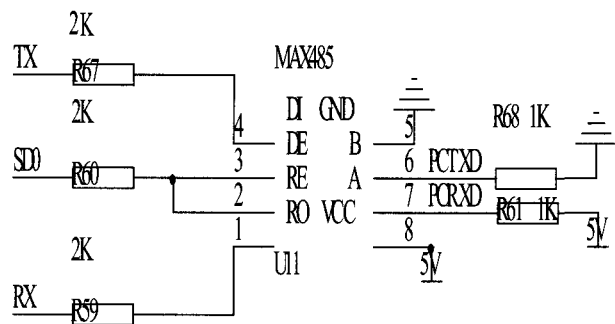 2K
TX R67 MAX485
2K DI GND R68 1K
4 DE B 5
SD0 R60 3 RE A 6 PCTXD
2 RO VCC 7 PCRXD R61 1K
2K 1 8
U11 5V 5V
RX R59